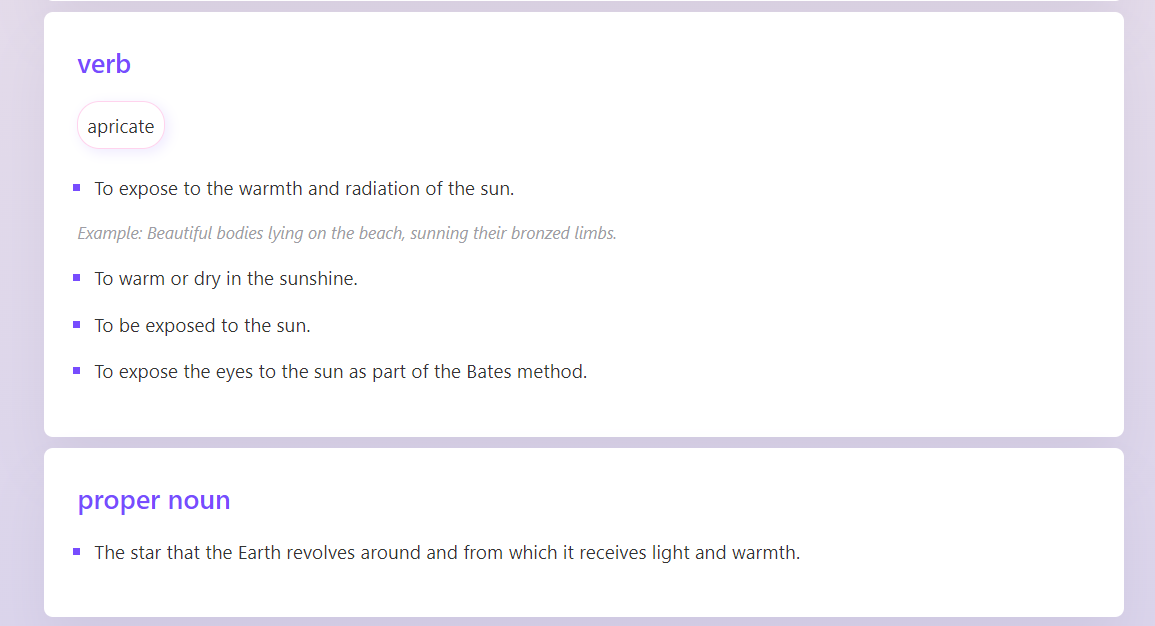 verb
apricate
To expose to the warmth and radiation of the sun.
Example: Beautiful bodies lying on the beach, sunning their bronzed limbs.
To warm or dry in the sunshine.
To be exposed to the sun.
To expose the eyes to the sun as part of the Bates method.
proper noun
The star that the Earth revolves around and from which it receives light and warmth.